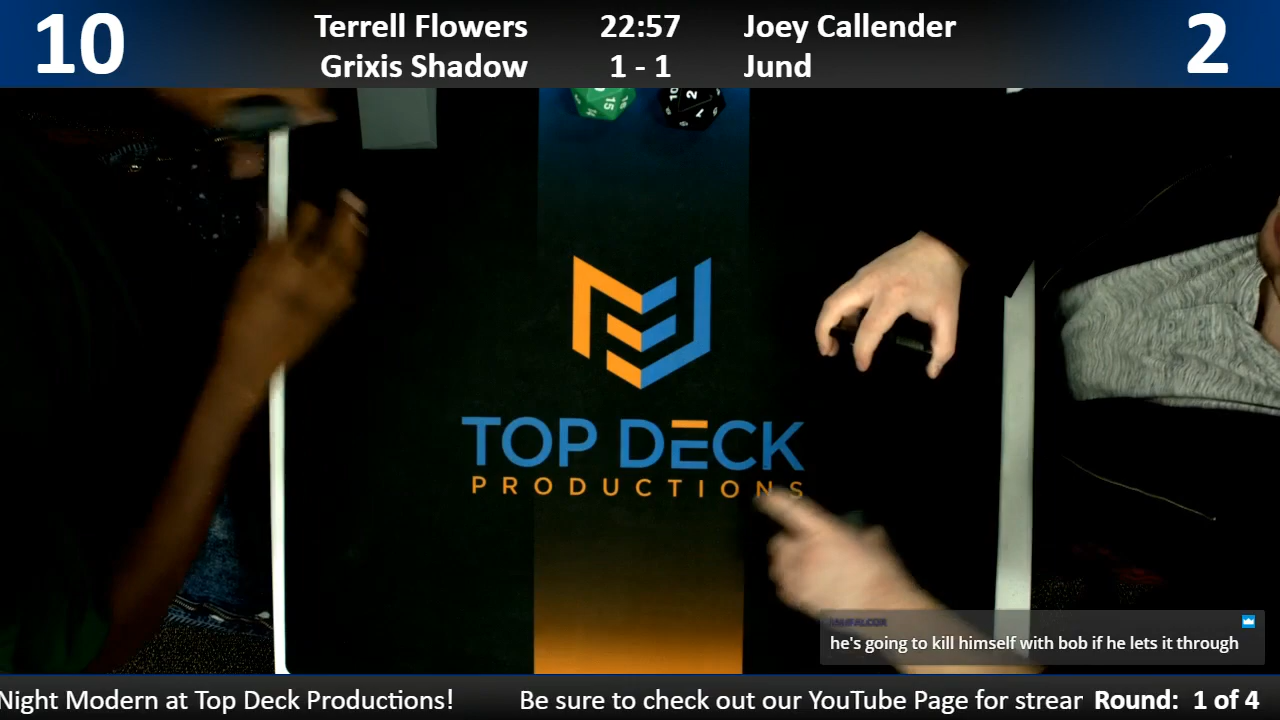 10
Terrell Flowers
22:57
Joey Callender
2
Grixis Shadow
1 - 1
Jund
15
2
TOP DECK
PRODUCTIONS
he's going to kill himself with bob if he lets it through
Night Modern at Top Deck Productions!
Be sure to check out our YouTube Page for
Round: 1 of 4